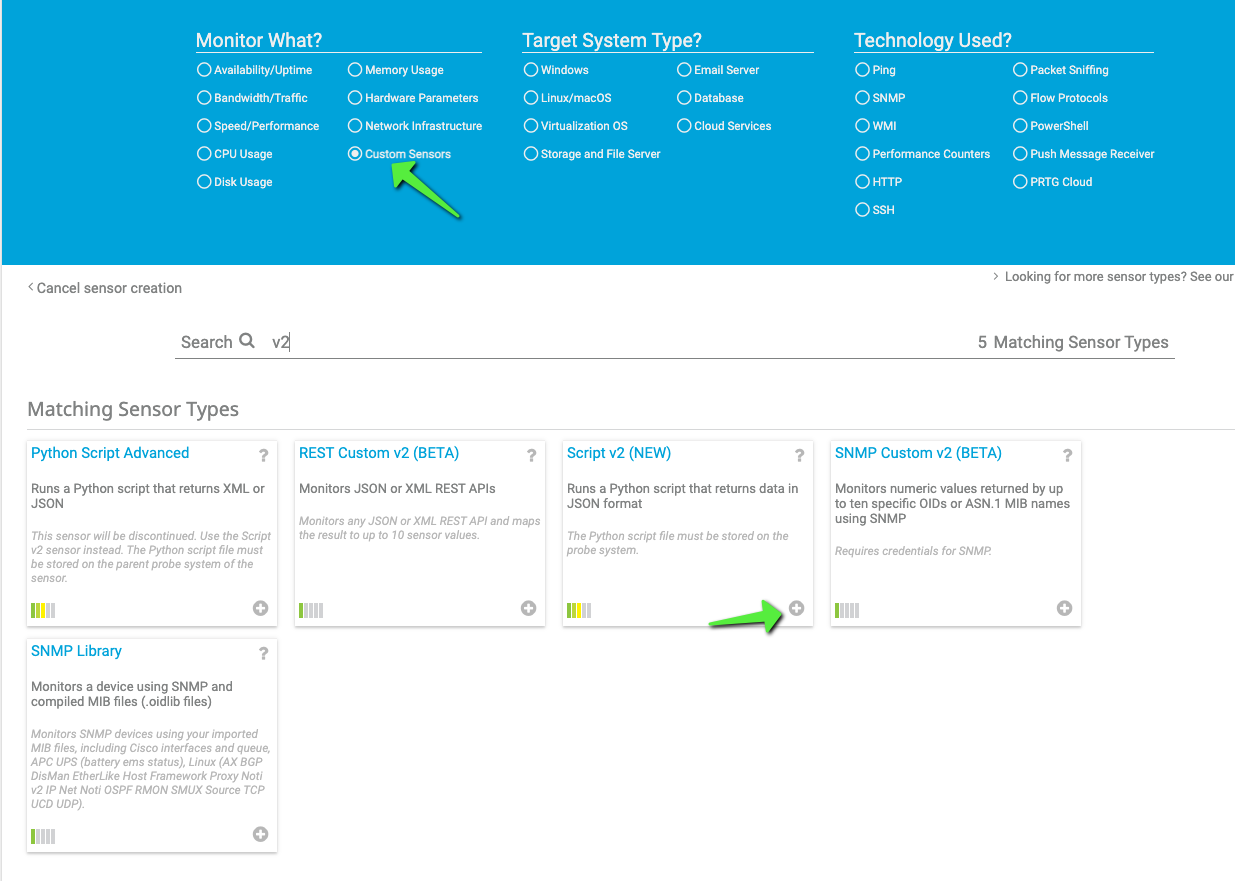 Monitor What?
Availability/Uptime
Bandwidth/Traffic
Speed/Performance
CPU Usage
Disk Usage
Memory Usage
Hardware Parameters
Network Infrastructure
Custom Sensors
Target System Type?
Windows
Linux/macOS
Virtualization OS
Storage and File Server
Email Server
Database
Cloud Services
Technology Used?
Ping
SNMP
WMI
Performance Counters
HTTP
SSH
Packet Sniffing
Flow Protocols
PowerShell
Push Message Receiver
PRTG Cloud
Cancel sensor creation
Looking for more sensor types? See our
Search v2
5 Matching Sensor Types
Matching Sensor Types
Python Script Advanced ?
Runs a Python script that returns XML or
JSON
This sensor will be discontinued. Use the Script
v2 sensor instead. The Python script file must
be stored on the parent probe system of the
sensor.
REST Custom v2 (BETA) ?
Monitors JSON or XML REST APIs
Monitors any JSON or XML REST API and maps
the result to up to 10 sensor values.
Script v2 (NEW) ?
Runs a Python script that returns data in
JSON format
The Python script file must be stored on the
probe system.
SNMP Custom v2 (BETA) ?
Monitors numeric values returned by up
to ten specific OIDs or ASN.1 MIB names
using SNMP
Requires credentials for SNMP.
SNMP Library ?
Monitors a device using SNMP and
compiled MIB files (.oidlib files)
Monitors SNMP devices using your imported
MIB files, including Cisco interfaces and queue,
APC UPS (battery ems status), Linux (AX BGP
DisMan EtherLike Host Framework Proxy Noti
v2 IP Net Noti OSPF RMON SMUX Source TCP
UCD UDP).